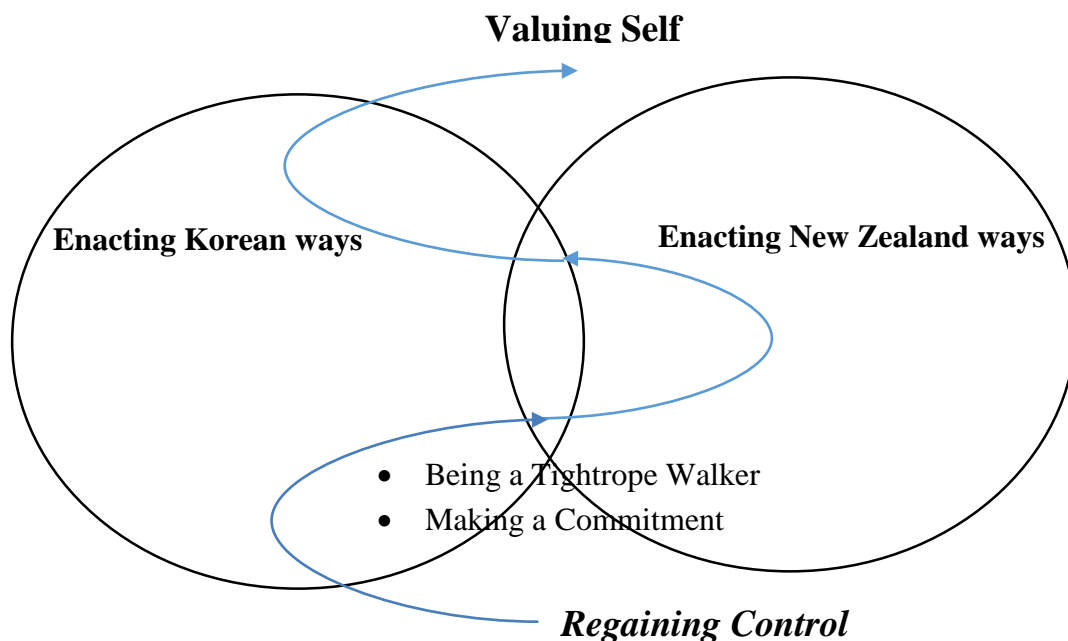 Valuing Self
Enacting Korean ways
Enacting New Zealand ways
• Being a Tightrope Walker
• Making a Commitment
Regaining Control